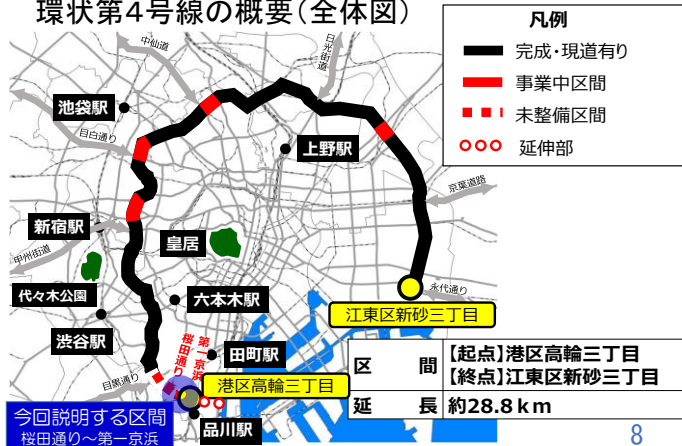 環状第4号線の概要(全体図)
凡例
完成・現道有り
事業中区間
未整備区間
延伸部
中仙道
日光街道
池袋駅
目白通り
上野駅
京葉道路
新宿駅
甲州街道
皇居
代々木公園
六本木駅
永代通り
江東区新砂三丁目
渋谷駅
第一京浜
桜田通り
田町駅
目黒通り
港区高輪三丁目
品川駅
今回説明する区間
桜田通り～第一京浜
区 間 【起点】港区高輪三丁目
【終点】江東区新砂三丁目
延 長 約28.8km
8